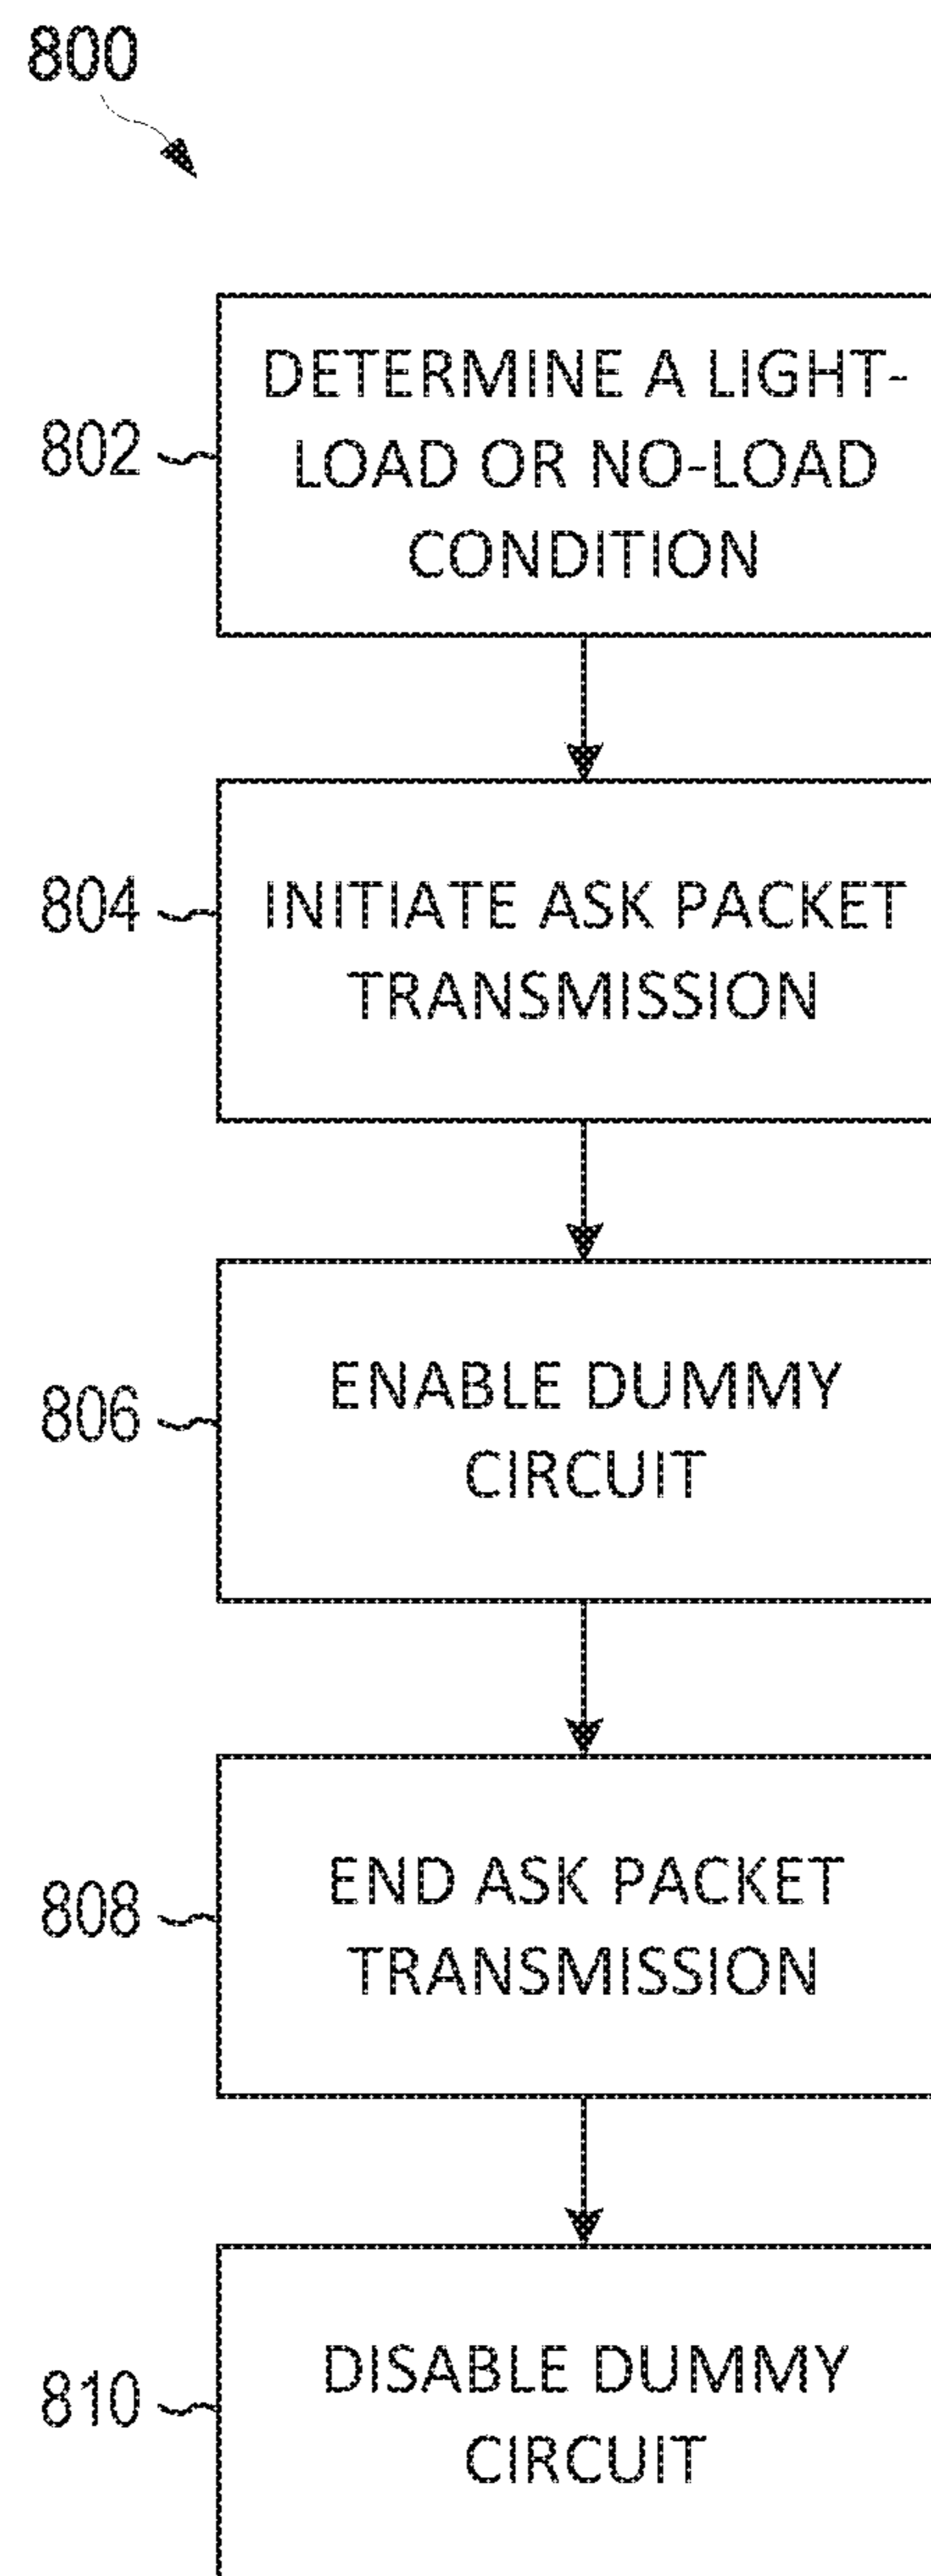 800
802
DETERMINE A LIGHT-
LOAD OR NO-LOAD
CONDITION
804
INITIATE ASK PACKET
TRANSMISSION
806
ENABLE DUMMY
CIRCUIT
808
END ASK PACKET
TRANSMISSION
810
DISABLE DUMMY
CIRCUIT